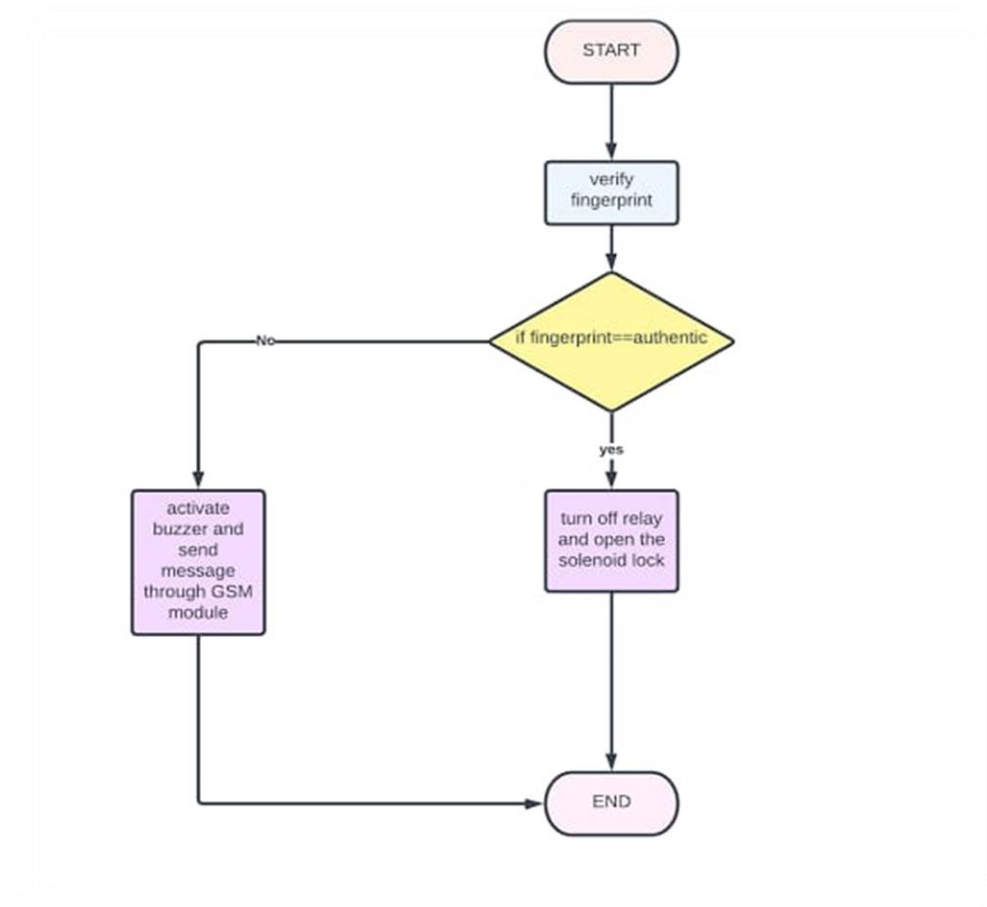 START
verify
fingerprint
if fingerprint==authentic
No
yes
activate
buzzer and
send
message
through GSM
module
turn off relay
and open the
solenoid lock
END